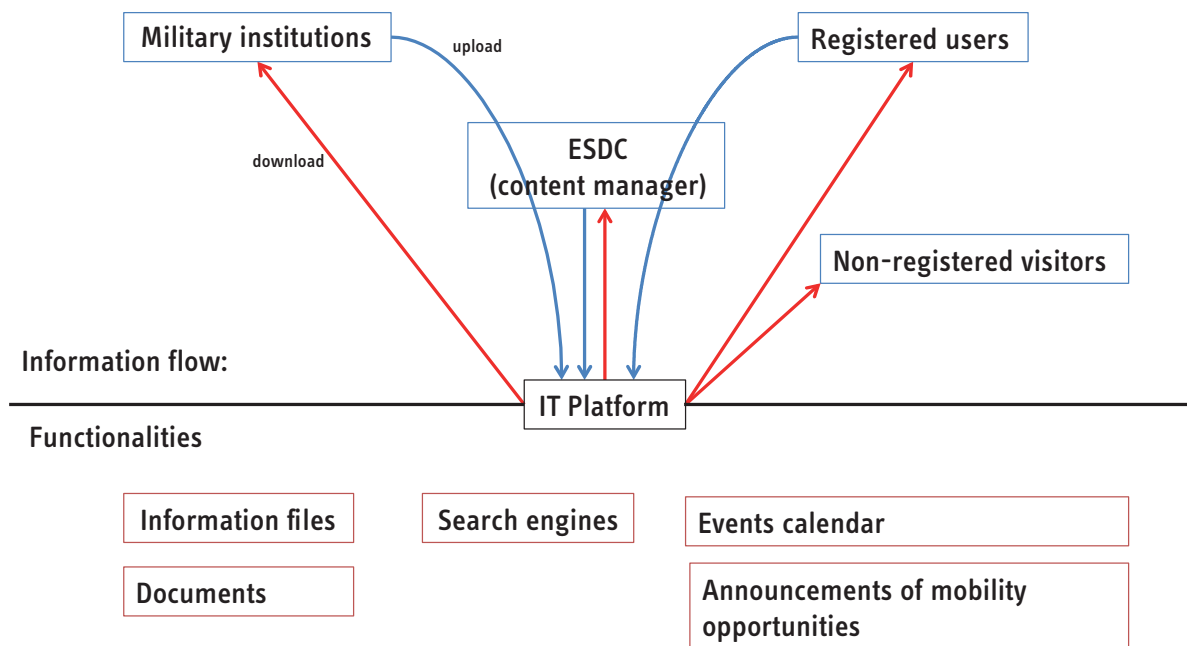 Military institutions
upload
Registered users
download
ESDC
(content manager)
Non-registered visitors
Information flow:
IT Platform
Functionalities
Information files
Search engines
Events calendar
Documents
Announcements of mobility
opportunities